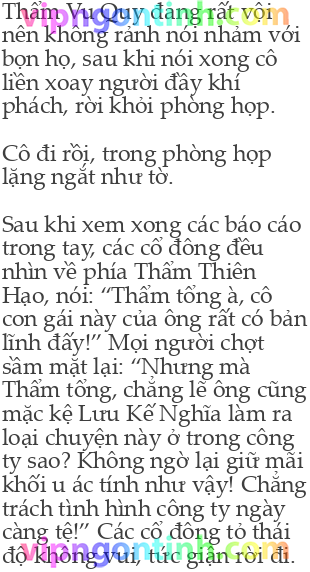 Thẩm Vu Quy đang rất vội
nên không rảnh nói nhảm với
bọn họ, sau khi nói xong cô
liền xoay người đầy khí
phách, rời khỏi phòng họp.
Cô đi rồi, trong phòng họp
lặng ngắt như tờ.
Sau khi xem xong các báo cáo
trong tay, các cổ đông đều
nhìn về phía Thẩm Thiên
Hạo, nói: “Thẩm tổng à, cô
con gái này của ông rất có bản
lĩnh đấy!” Mọi người chợt
sầm mặt lại: “Nhưng mà
Thẩm tổng, chẳng lẽ ông cũng
mặc kệ Lưu Kế Nghĩa làm ra
loại chuyện này ở trong công
ty sao? Không ngờ lại giữ mãi
khối u ác tính như vậy! Chẳng
trách tình hình công ty ngày
càng tệ!” Các cổ đông tỏ thái
độ không vui, tức giận rời đi.
vipngontinh.com
vipngontinh.com